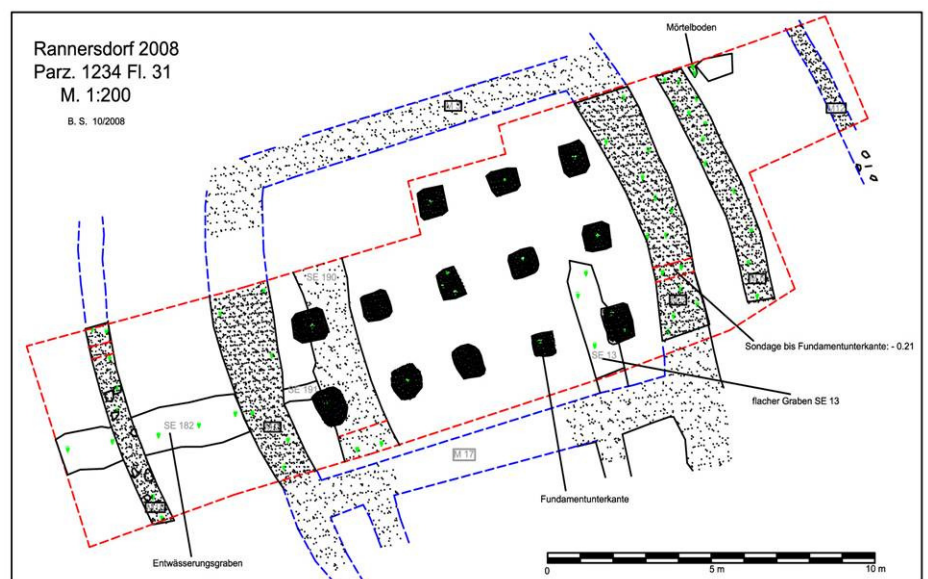 Rannersdorf 2008
Parz. 1234 Fl. 31
M. 1:200
B. S. 10/2008
Mörtelboden
SE 190
SE 191
SE 182
SE 13
M 17
Sondage bis Fundamentunterkante: - 0.21
flacher Graben SE 13
Fundamentunterkante
Entwässerungsgraben
0
5 m
10 m